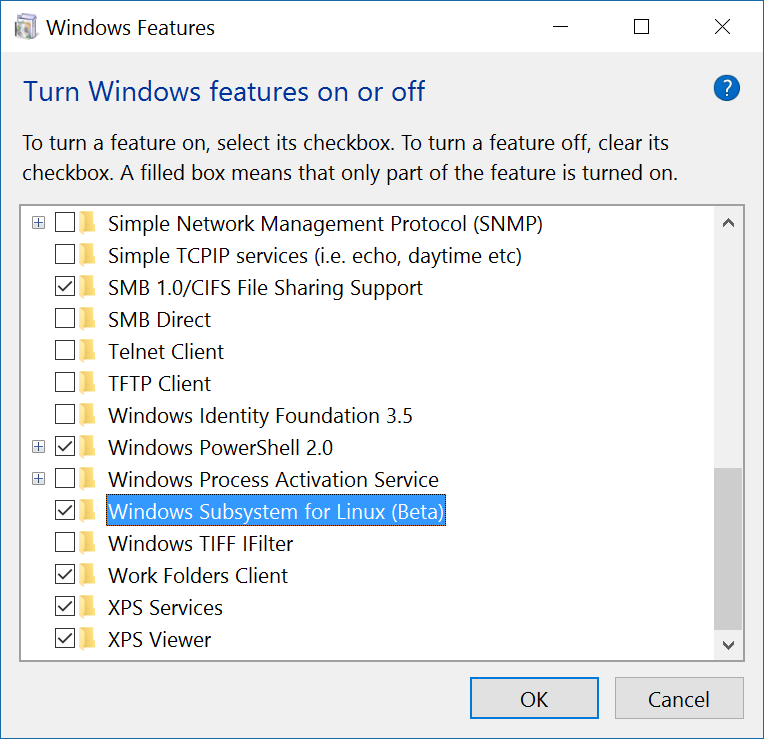 Windows Features
Turn Windows features on or off
?
To turn a feature on, select its checkbox. To turn a feature off, clear its
checkbox. A filled box means that only part of the feature is turned on.
Simple Network Management Protocol (SNMP)
Simple TCPIP services (i.e. echo, daytime etc)
SMB 1.0/CIFS File Sharing Support
SMB Direct
Telnet Client
TFTP Client
Windows Identity Foundation 3.5
Windows PowerShell 2.0
Windows Process Activation Service
Windows Subsystem for Linux (Beta)
Windows TIFF IFilter
Work Folders Client
XPS Services
XPS Viewer
OK
Cancel